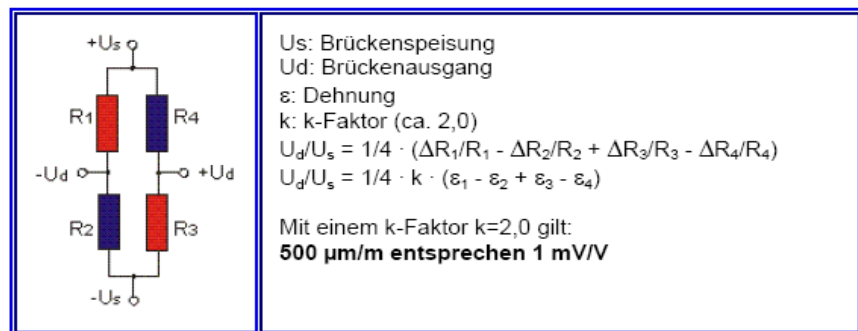 +Us
R1
R4
-Ud
+Ud
R2
R3
-Us
Us: Brückenspeisung
Ud: Brückenausgang
ε: Dehnung
k: k-Faktor (ca. 2,0)
Ud/Us = 1/4 · (ΔR1/R1 - ΔR2/R2 + ΔR3/R3 - ΔR4/R4)
Ud/Us = 1/4 · k · (ε1 - ε2 + ε3 - ε4)
Mit einem k-Faktor k=2,0 gilt:
500 µm/m entsprechen 1 mV/V